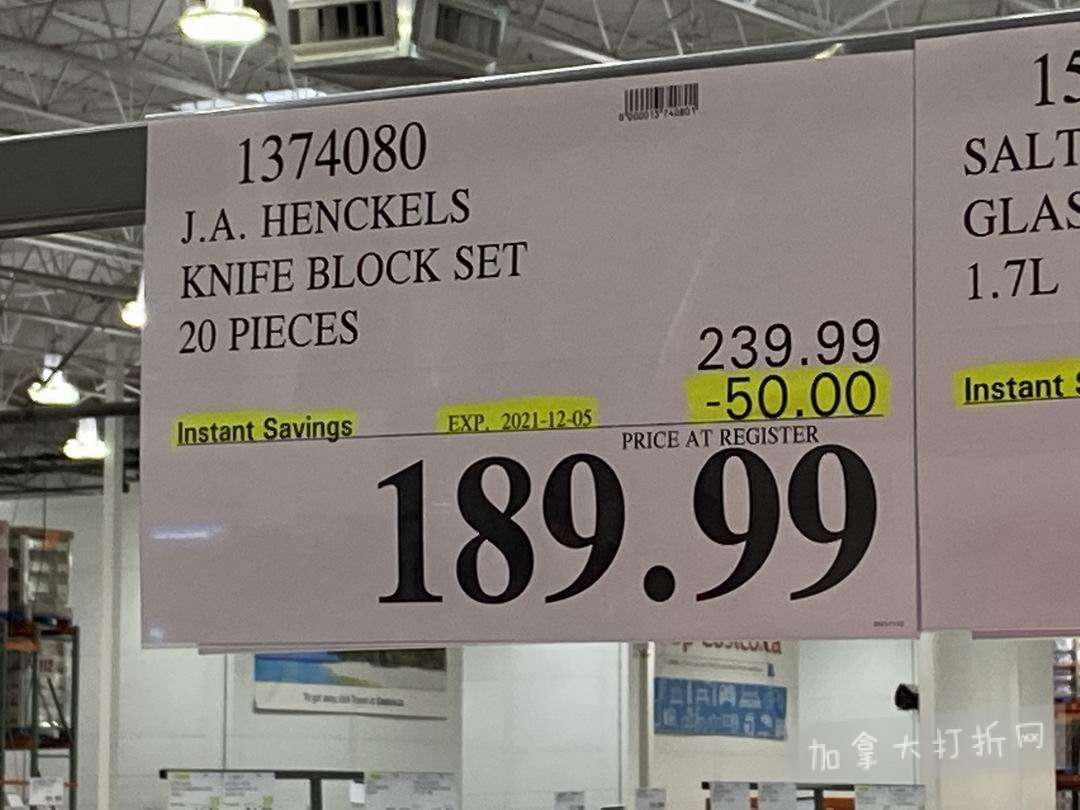 1374080
J.A. HENCKELS
KNIFE BLOCK SET
20 PIECES
239.99
-50.00
Instant Savings
EXP. 2021-12-05
PRICE AT REGISTER
189.99
15
SALT
GLAS
1.7L
Instant S
加拿大打折网